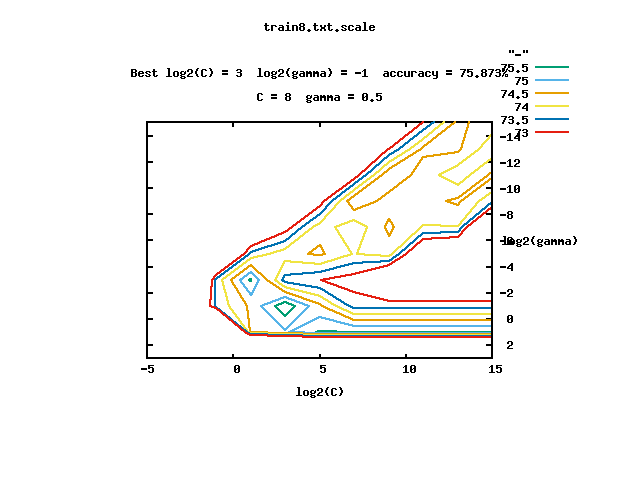 train8.txt.scale
"-"
Best log2(C) = 3 log2(gamma) = -1 accuracy = 75.873%
75.5
75
C = 8 gamma = 0.5
74.5
74
73.5
73
-14
-12
-10
-8
-6
log2(gamma)
-4
-2
0
2
-5 0 5 10 15
log2(C)